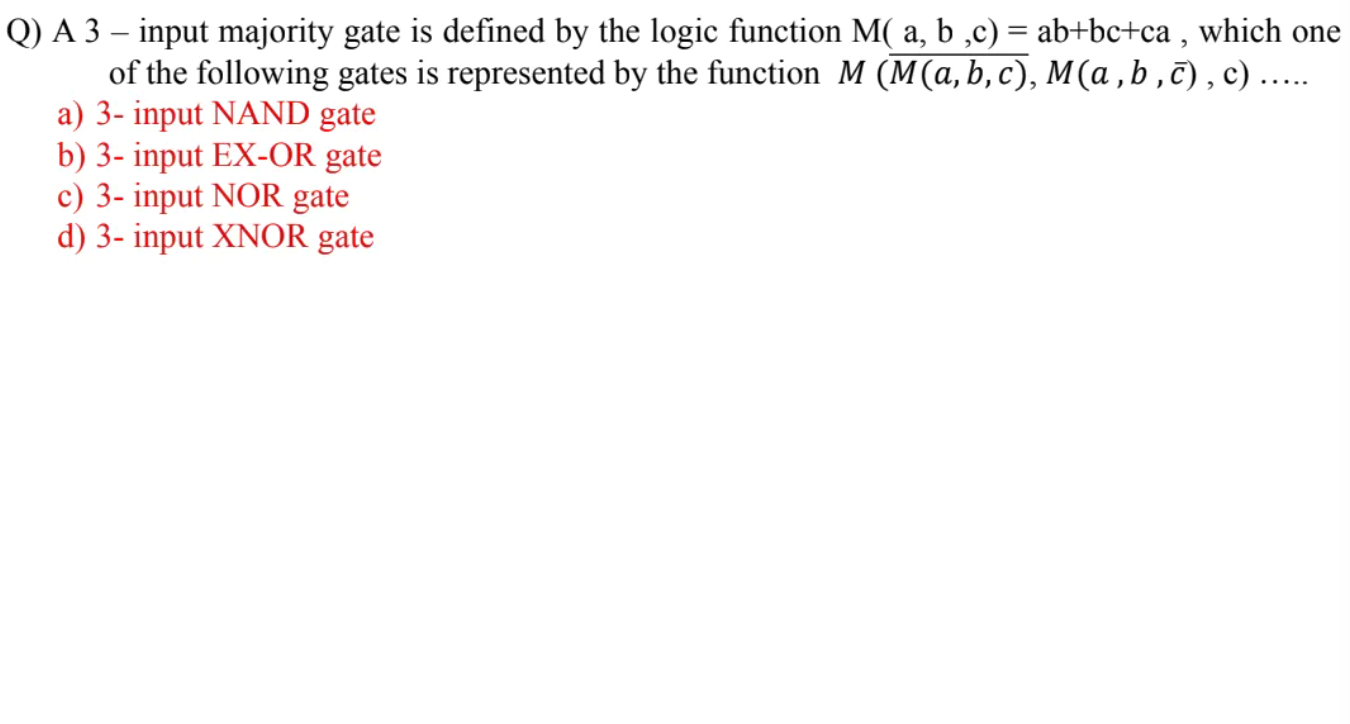 Q) A 3 – input majority gate is defined by the logic function M( a, b ,c) = ab+bc+ca , which one
of the following gates is represented by the function M (M̅(̅a̅,̅ ̅b̅,̅ ̅c̅)̅, M(a , b , c̄) , c) …..
a) 3- input NAND gate
b) 3- input EX-OR gate
c) 3- input NOR gate
d) 3- input XNOR gate